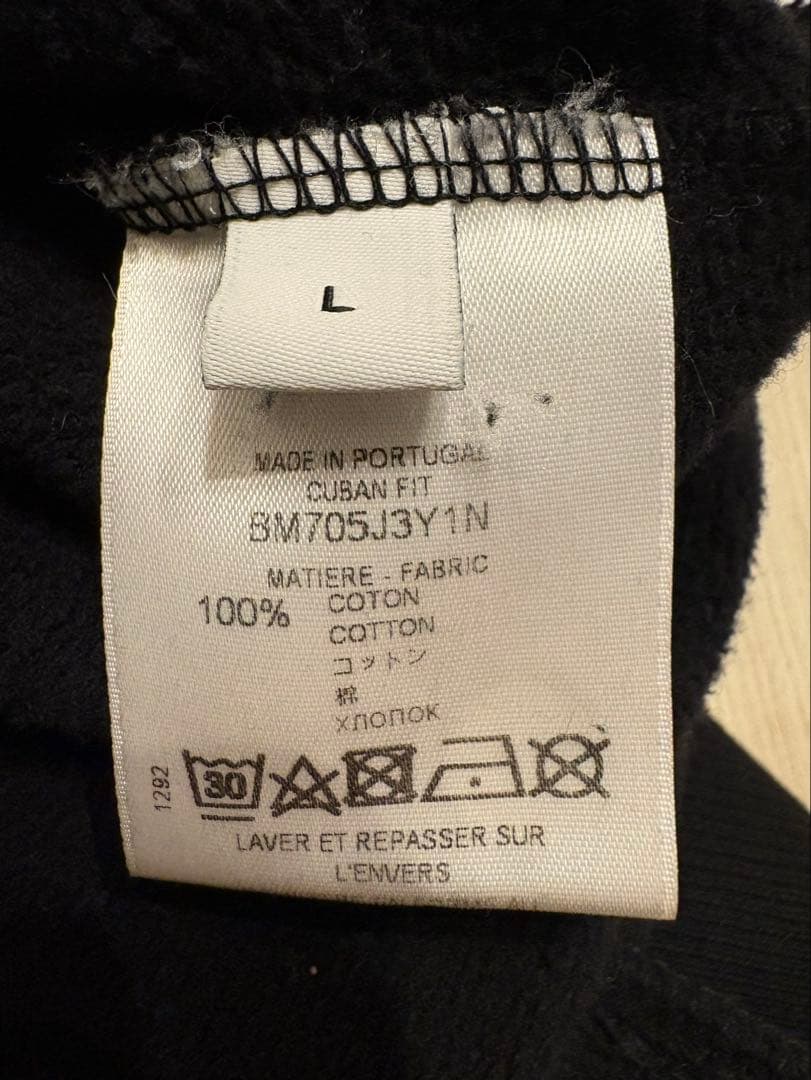 L
MADE IN PORTUGAL
CUBAN FIT
BM705J3Y1N
MATIERE - FABRIC
100% COTON
COTTON
コットン
棉
ХЛОПОК
1292
30
LAVER ET REPASSER SUR
L'ENVERS